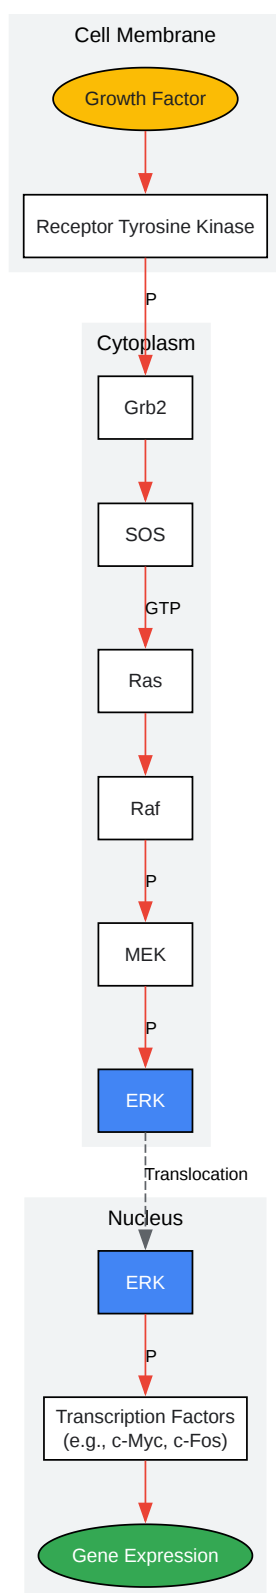 Cell Membrane
Growth Factor
Receptor Tyrosine Kinase
P
Cytoplasm
Grb2
SOS
GTP
Ras
Raf
P
MEK
P
ERK
Translocation
Nucleus
ERK
P
Transcription Factors
(e.g., c-Myc, c-Fos)
Gene Expression